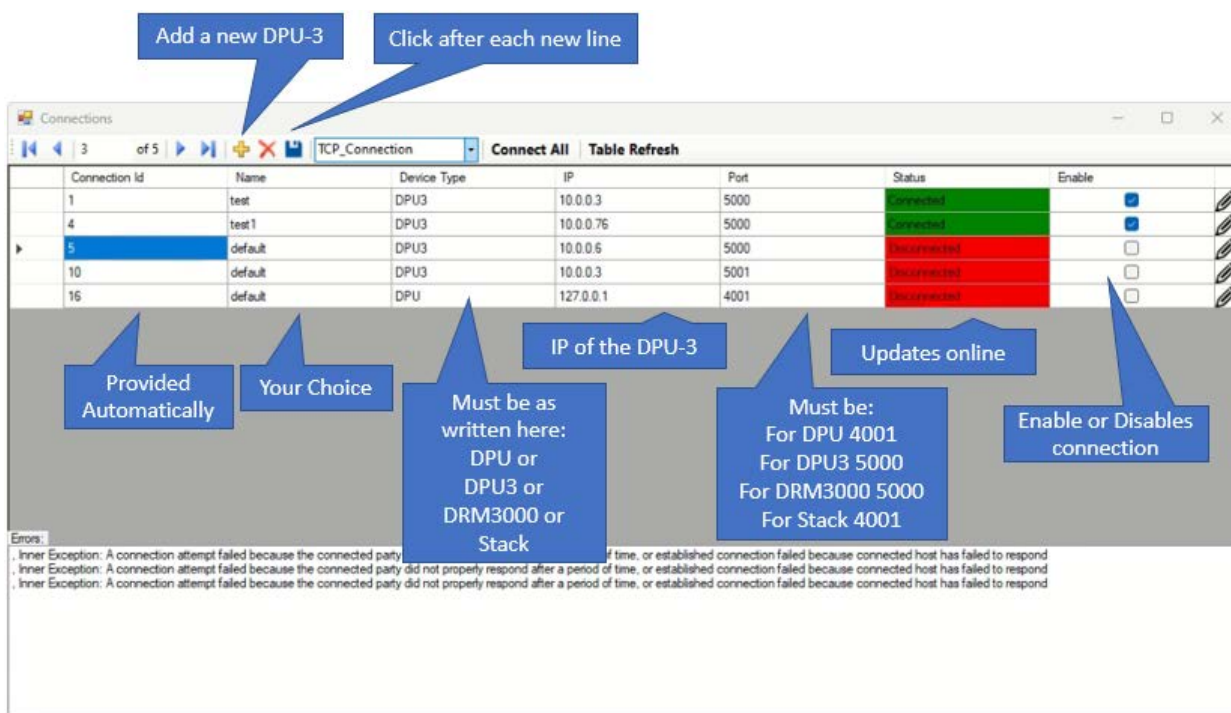 Add a new DPU-3
Click after each new line
Connections
3 of 5 TCP_Connection Connect All Table Refresh
Connection Id Name Device Type IP Port Status Enable
1 test DPU3 10.0.0.3 5000 Connected
4 test1 DPU3 10.0.0.76 5000 Connected
5 default DPU3 10.0.0.6 5000 Disconnected
10 default DPU3 10.0.0.3 5001 Disconnected
16 default DPU 127.0.0.1 4001 Disconnected
Provided
Automatically
Your Choice
Must be as
written here:
DPU or
DPU3 or
DRM3000 or
Stack
IP of the DPU-3
Must be:
For DPU 4001
For DPU3 5000
For DRM3000 5000
For Stack 4001
Updates online
Enable or Disables
connection
Errors:
, Inner Exception: A connection attempt failed because the connected party of time, or established connection failed because connected host has failed to respond
, Inner Exception: A connection attempt failed because the connected party did not properly respond after a period of time, or established connection failed because connected host has failed to respond
, Inner Exception: A connection attempt failed because the connected party did not properly respond after a period of time, or established connection failed because connected host has failed to respond